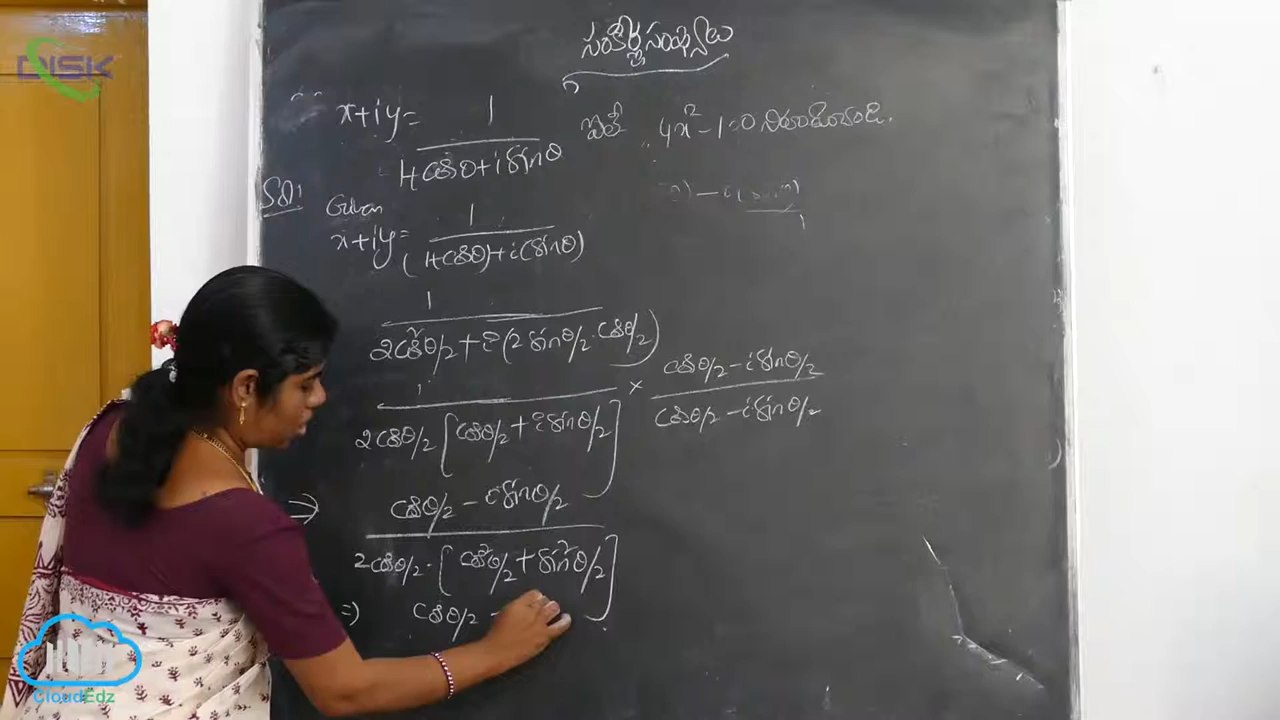 DISK
సంకీర్ణ సంఖ్యలు
x+iy = 1 / 1+cosθ+i sinθ అయితే 4x²-1=0 నిరూపించండి.
Sol:
Given
x+iy = 1 / (1+cosθ)+i(sinθ)
1 / 2cos²θ/2 + i(2 sinθ/2 . cosθ/2)
1 / 2cosθ/2 [cosθ/2 + i sinθ/2] × cosθ/2 - i sinθ/2 / cosθ/2 - i sinθ/2
⇒ cosθ/2 - i sinθ/2 / 2cosθ/2 . [cos²θ/2 + sin²θ/2]
⇒ cosθ/2 -
CloudEdz